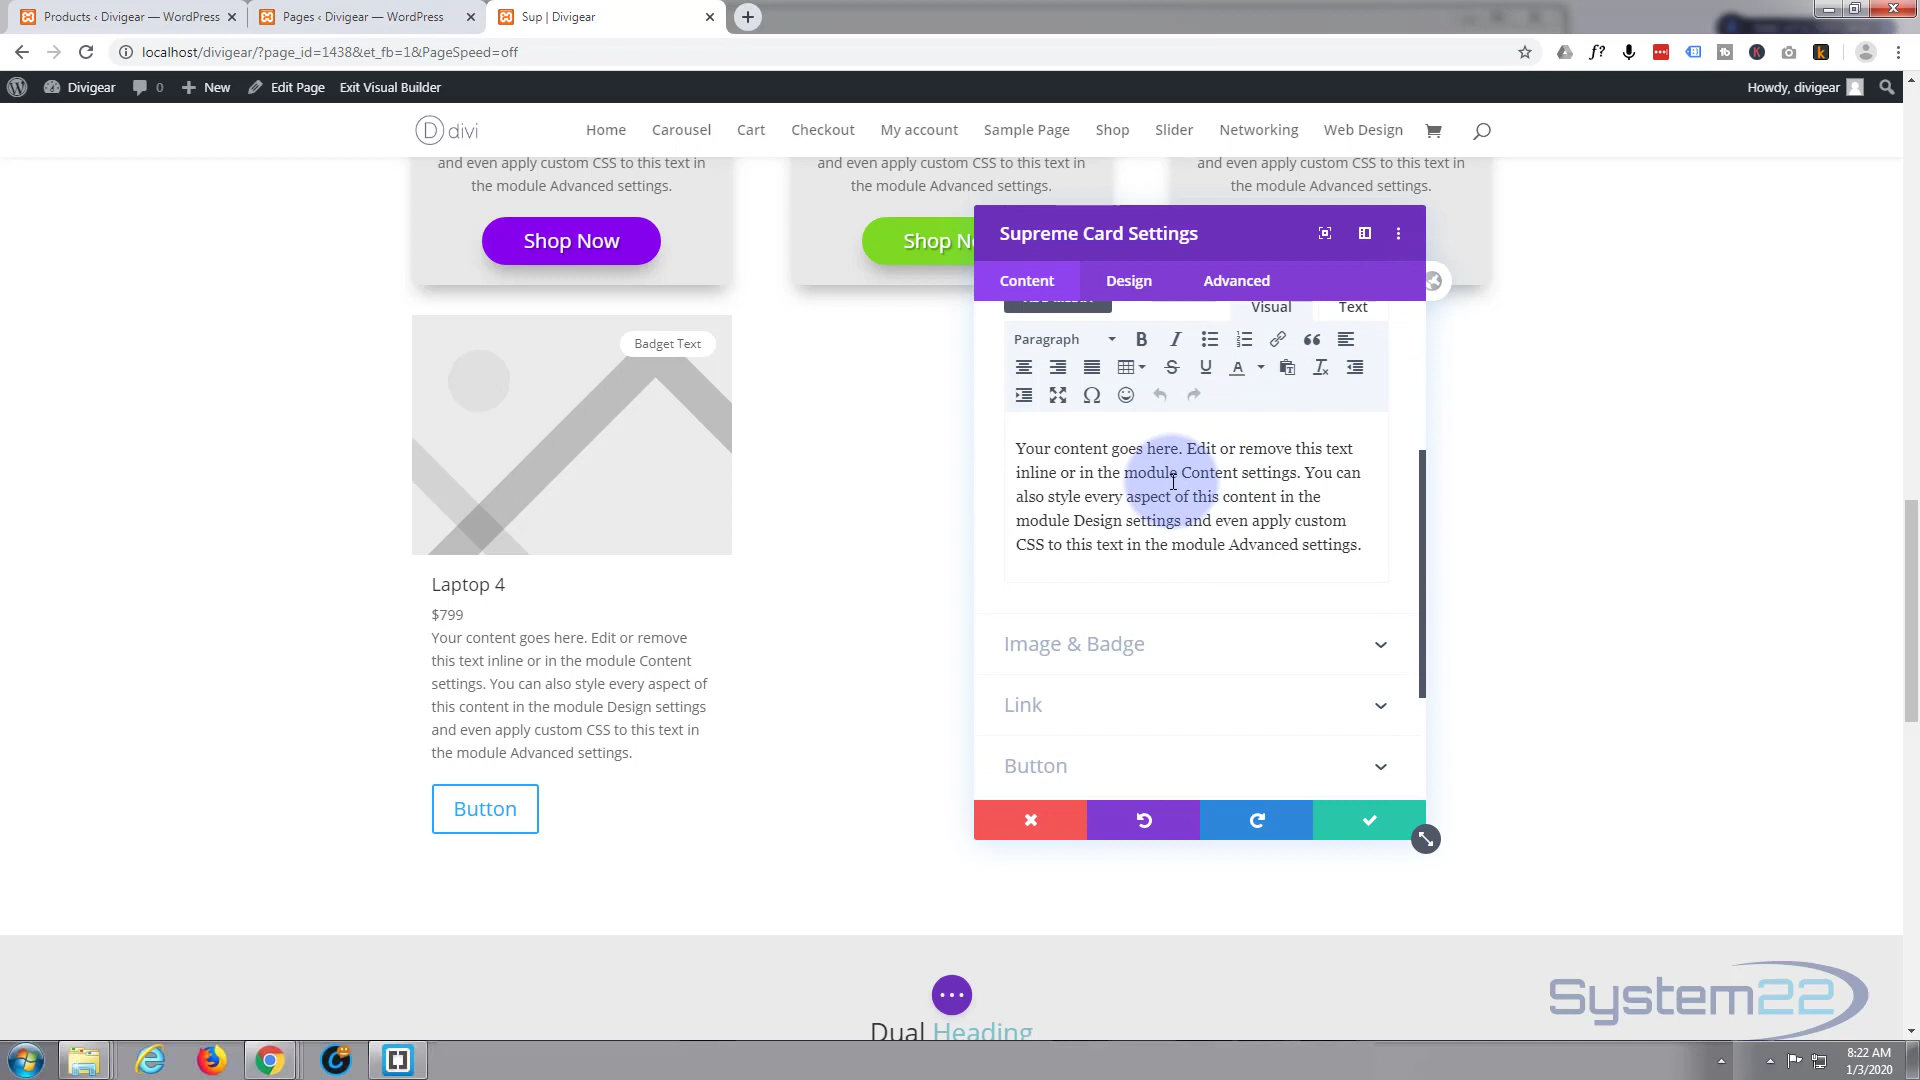 Products ‹ Divigear — WordPress
Pages ‹ Divigear — WordPress
Sup | Divigear
localhost/divigear/?page_id=1438&et_fb=1&PageSpeed=off
Divigear
0
New
Edit Page
Exit Visual Builder
Howdy, divigear
D divi
Home
Carousel
Cart
Checkout
My account
Sample Page
Shop
Slider
Networking
Web Design
and even apply custom CSS to this text in
the module Advanced settings.
Shop Now
and even apply custom CSS to this text in
the module Advanced settings.
Shop N
and even apply custom CSS to this text in
the module Advanced settings.
Badget Text
Laptop 4
$799
Your content goes here. Edit or remove
this text inline or in the module Content
settings. You can also style every aspect of
this content in the module Design settings
and even apply custom CSS to this text in
the module Advanced settings.
Button
Supreme Card Settings
Content
Design
Advanced
Visual
Text
Paragraph
Your content goes here. Edit or remove this text
inline or in the module Content settings. You can
also style every aspect of this content in the
module Design settings and even apply custom
CSS to this text in the module Advanced settings.
Image & Badge
Link
Button
Dual Heading
System22
8:22 AM
1/3/2020